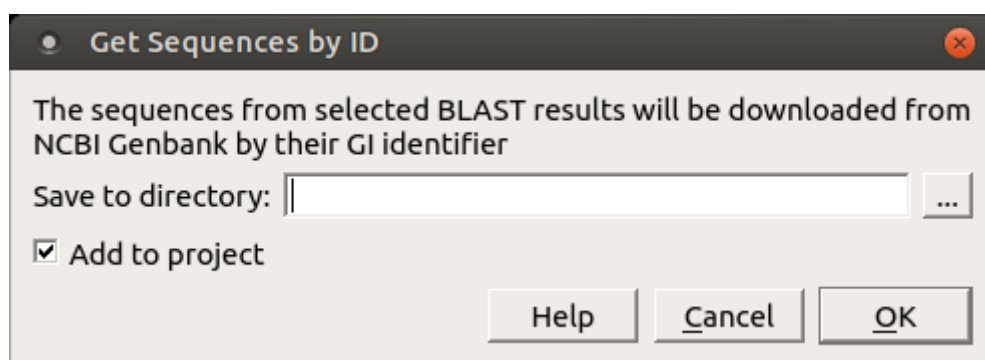 Get Sequences by ID
The sequences from selected BLAST results will be downloaded from
NCBI Genbank by their GI identifier
Save to directory:
...
Add to project
Help
Cancel
OK